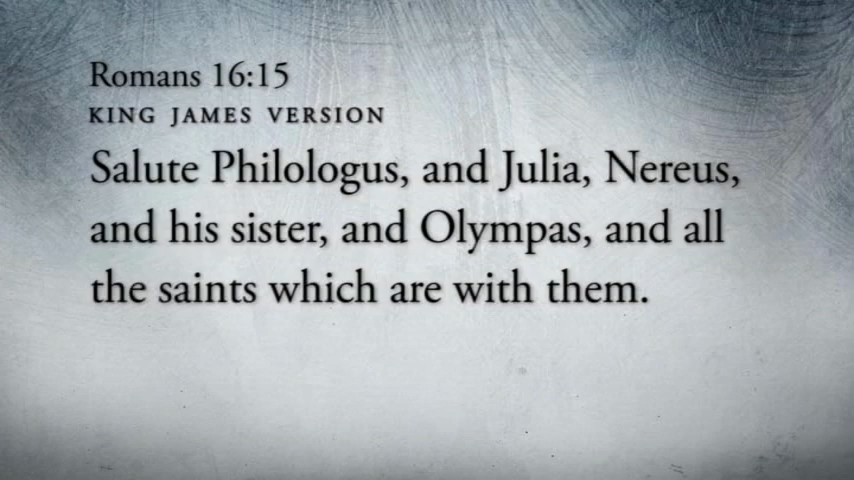 Romans 16:15
KING JAMES VERSION
Salute Philologus, and Julia, Nereus,
and his sister, and Olympas, and all
the saints which are with them.